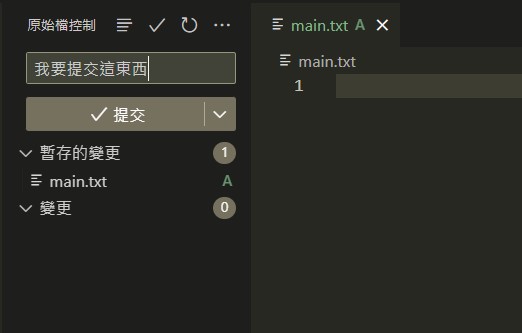 原始檔控制
我要提交這東西
提交
暫存的變更 1
main.txt A
變更 0
main.txt A
main.txt
1